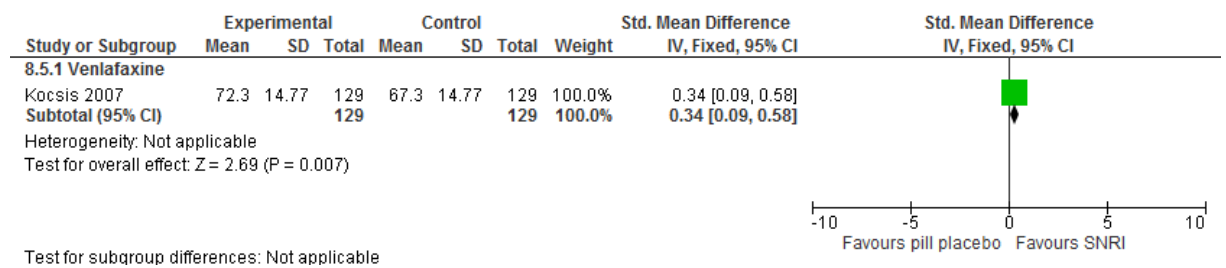 Experimental Control Std. Mean Difference Std. Mean Difference
Study or Subgroup Mean SD Total Mean SD Total Weight IV, Fixed, 95% CI IV, Fixed, 95% CI
8.5.1 Venlafaxine
Kocsis 2007 72.3 14.77 129 67.3 14.77 129 100.0% 0.34 [0.09, 0.58]
Subtotal (95% CI) 129 129 100.0% 0.34 [0.09, 0.58]
Heterogeneity: Not applicable
Test for overall effect: Z = 2.69 (P = 0.007)
-10 -5 0 5 10
Favours pill placebo Favours SNRI
Test for subgroup differences: Not applicable